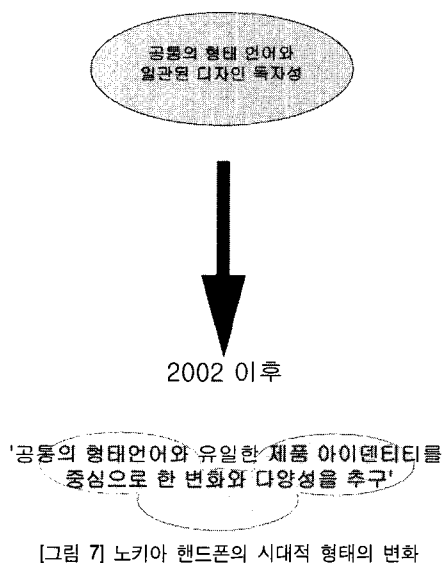 공통의 형태 언어와
일관된 디자인 독자성
2002 이후
'공통의 형태언어와 유일한 제품 아이덴티티를
중심으로 한 변화와 다양성을 추구'
[그림 7] 노키아 핸드폰의 시대적 형태의 변화